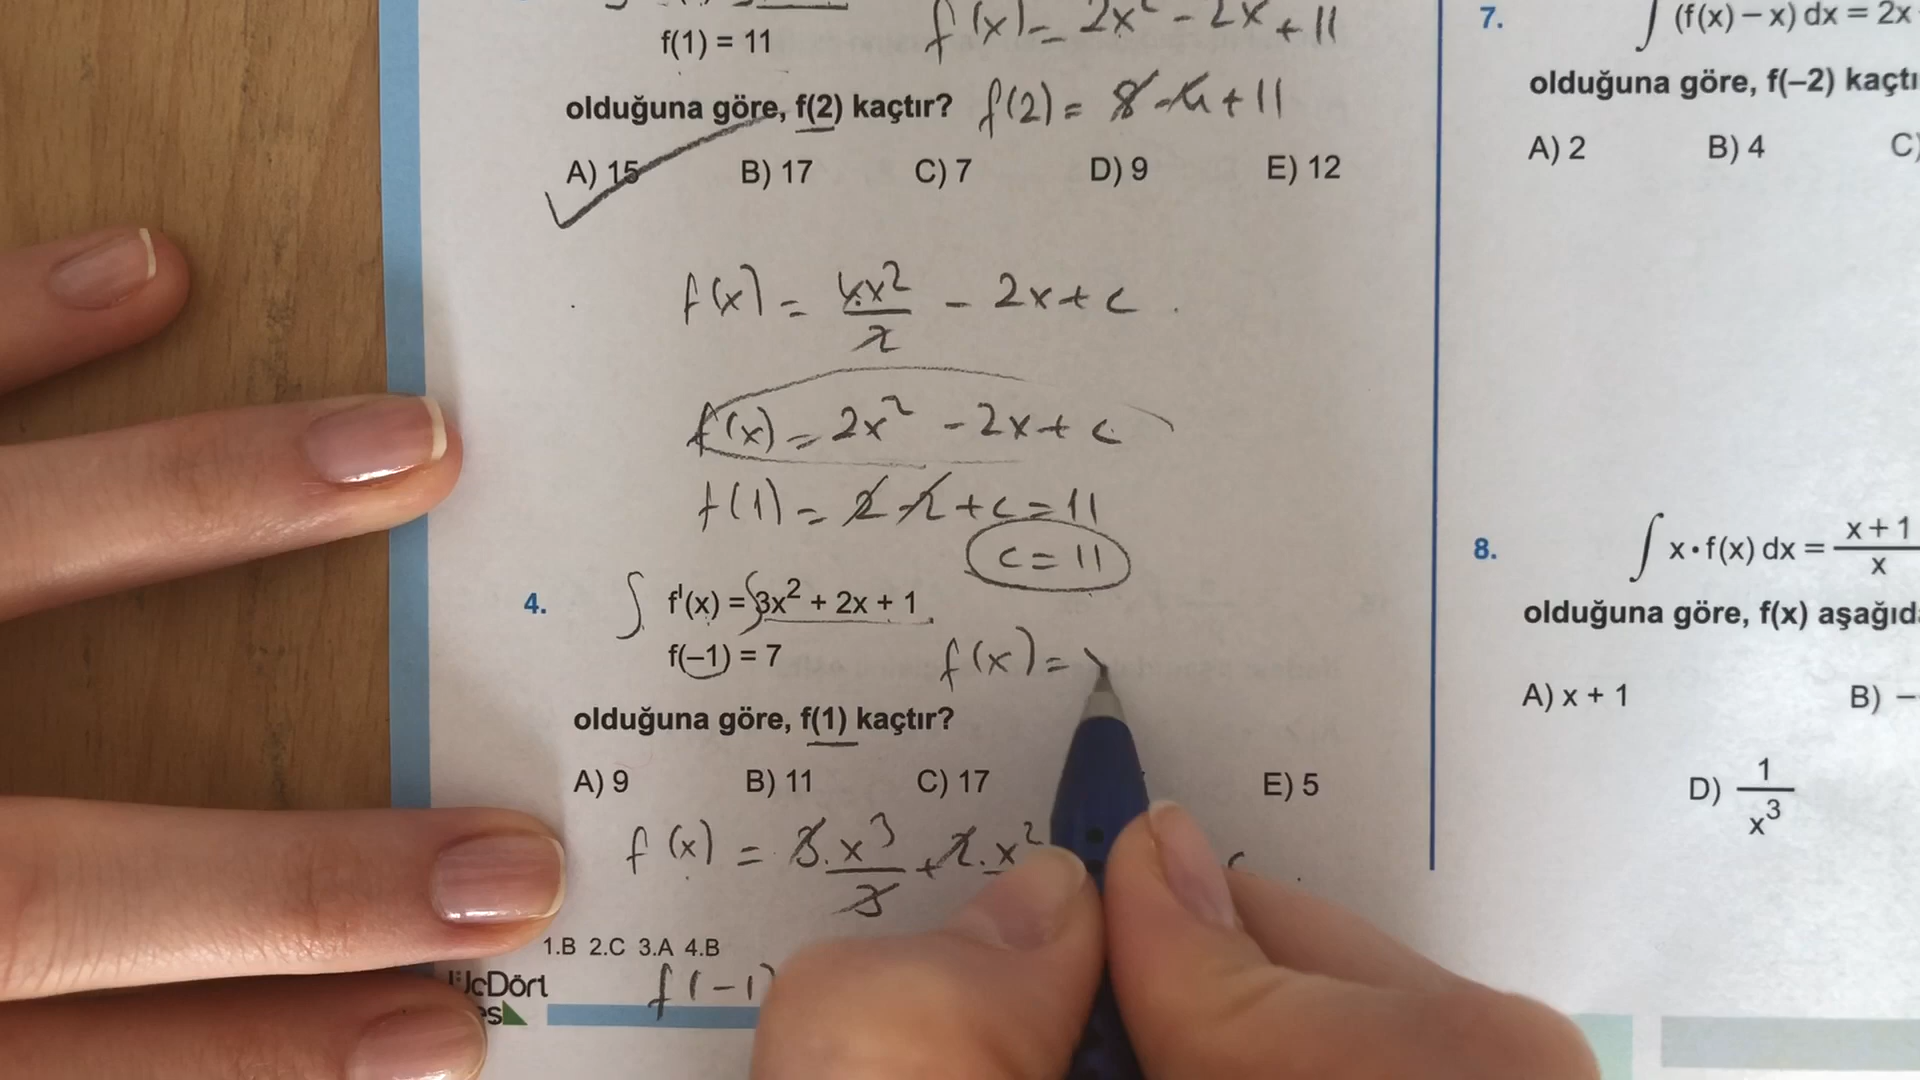 f(x) = 2x² - 2x + 11
f(1) = 11
olduğuna göre, f(2) kaçtır? f(2) = 8 - 4 + 11
A) 15 B) 17 C) 7 D) 9 E) 12
f(x) = 4x²/2 - 2x + c
f(x) = 2x² - 2x + c
f(1) = 2 - 2 + c = 11
c = 11
4. ∫ f'(x) = ∫ 3x² + 2x + 1
f(–1) = 7 f(x) =
olduğuna göre, f(1) kaçtır?
A) 9 B) 11 C) 17 E) 5
f(x) = 3.x³/3 + 2.x²
1.B 2.C 3.A 4.B
f(-1)
ÜçDört
7. ∫ (f(x) – x) dx = 2x
olduğuna göre, f(–2) kaçtı
A) 2 B) 4 C)
8. ∫ x • f(x) dx = x + 1/x
olduğuna göre, f(x) aşağıd
A) x + 1 B) –
D) 1/x³